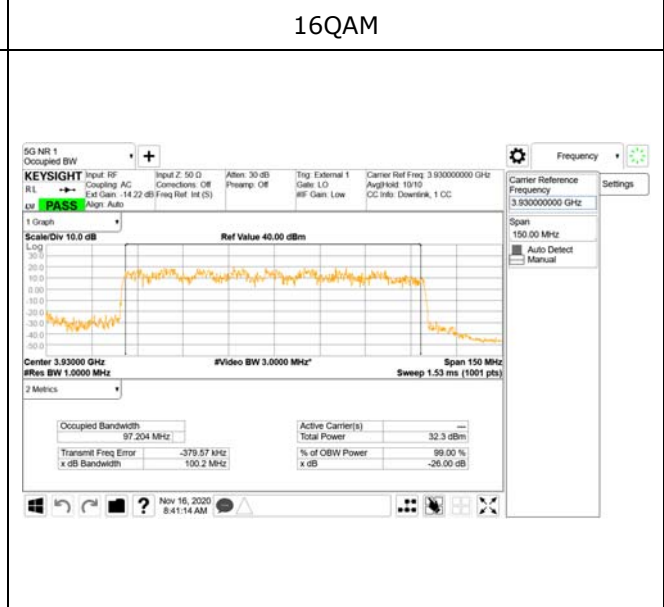 16QAM
5G NR 1
Occupied BW
+
Frequency
KEYSIGHT
Input: RF
Input Z: 50 Ω
Atten: 30 dB
Trig: External 1
Carrier Ref Freq: 3.930000000 GHz
RL
Coupling: AC
Corrections: Off
Preamp: Off
Gate: LO
Avg|Hold: 10/10
Ext Gain: -14.22 dB
Freq Ref: Int (S)
#IF Gain: Low
CC Info: Downlink, 1 CC
PASS
Align: Auto
Carrier Reference
Frequency
3.930000000 GHz
Settings
Span
150.00 MHz
Auto Detect
Manual
1 Graph
Scale/Div 10.0 dB
Ref Value 40.00 dBm
Log
30.0
20.0
10.0
0.00
-10.0
-20.0
-30.0
-40.0
-50.0
Center 3.93000 GHz
#Video BW 3.0000 MHz*
Span 150 MHz
#Res BW 1.0000 MHz
Sweep 1.53 ms (1001 pts)
2 Metrics
Occupied Bandwidth
97.204 MHz
Active Carrier(s)
---
Total Power
32.3 dBm
Transmit Freq Error
-379.57 kHz
% of OBW Power
99.00 %
x dB Bandwidth
100.2 MHz
x dB
-26.00 dB
?
Nov 16, 2020
8:41:14 AM